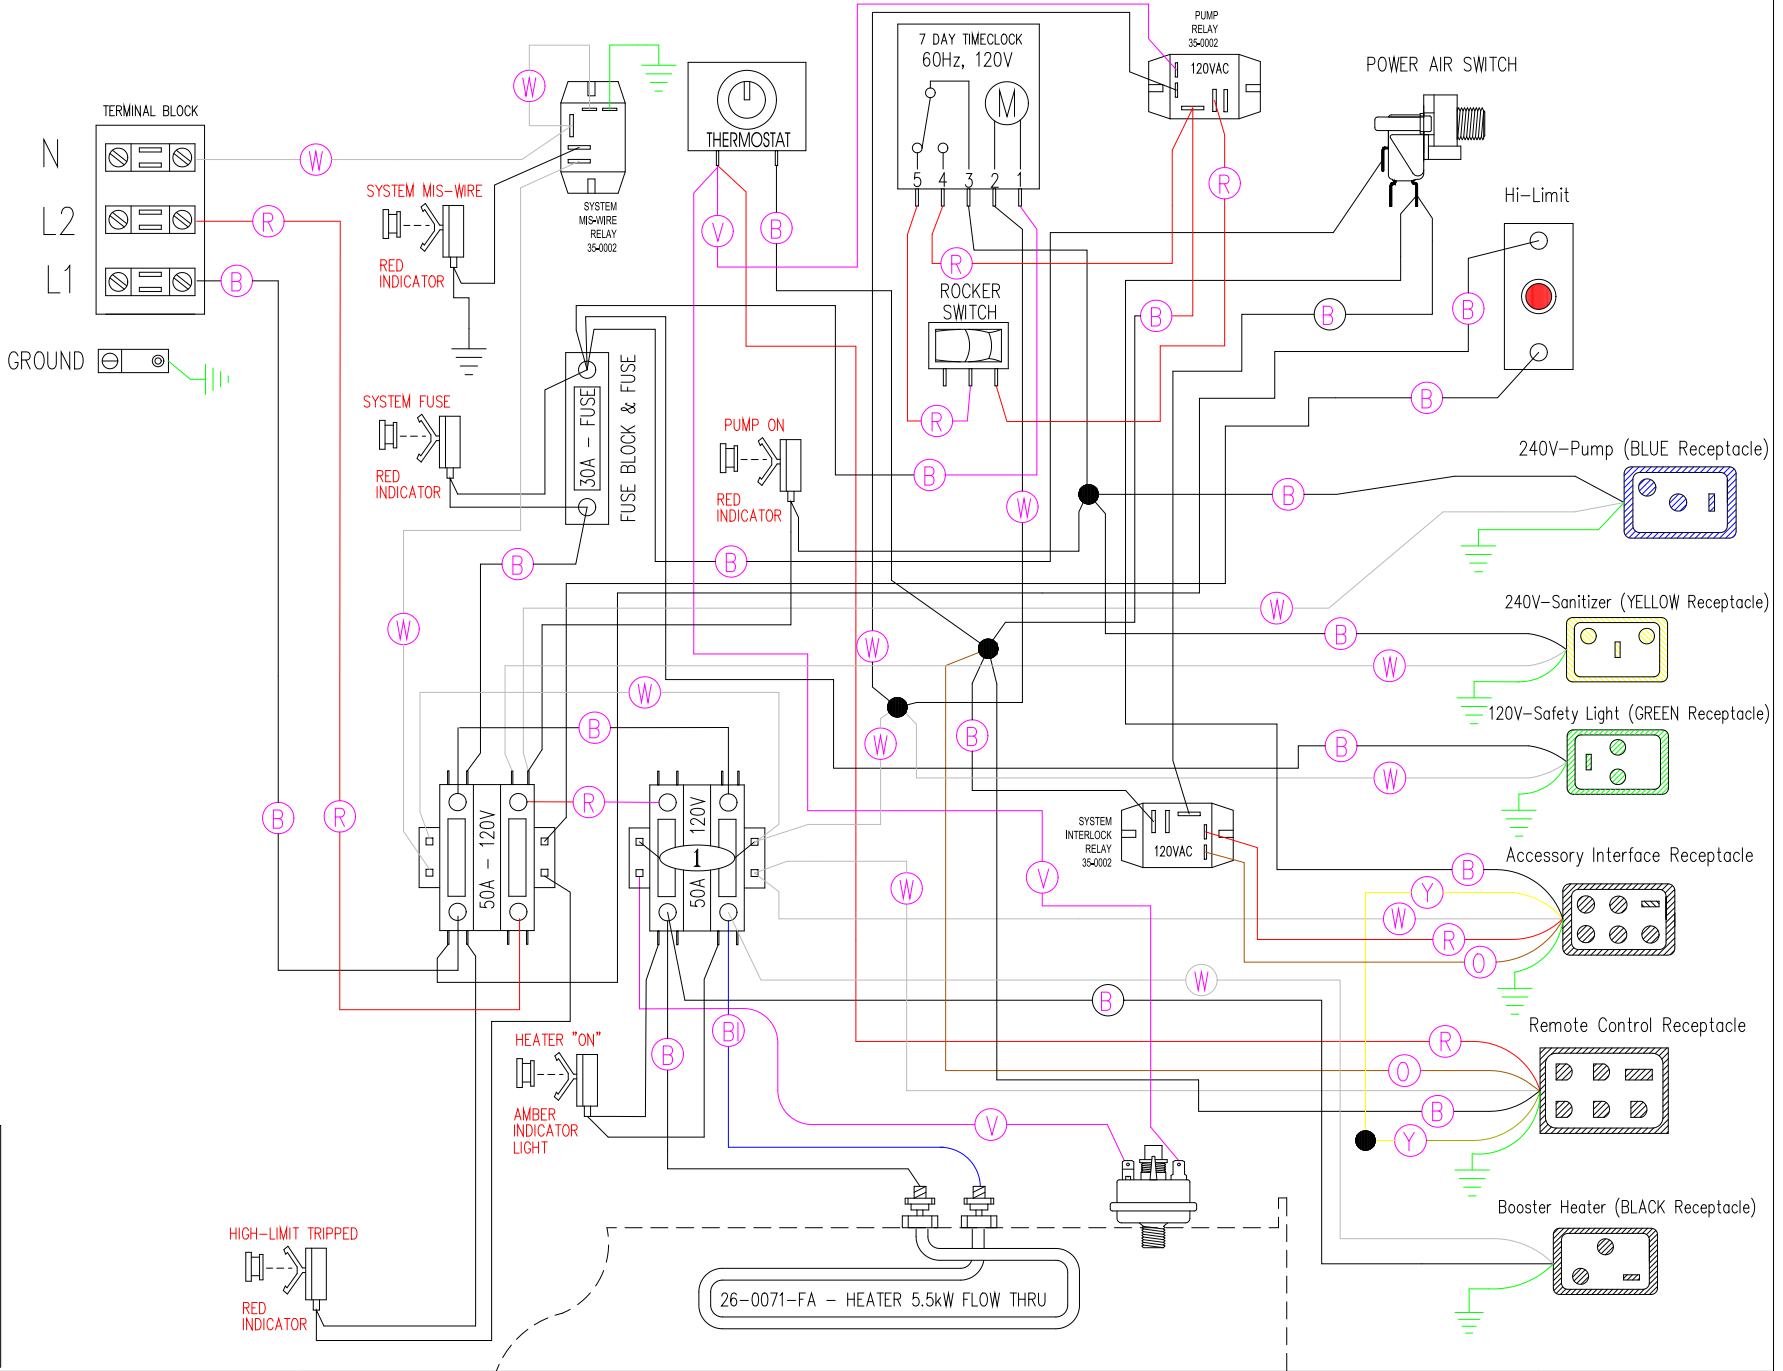 PUMP
RELAY
35-0002
120VAC
7 DAY TIMECLOCK
60Hz, 120V
M
5 4 3 2 1
POWER AIR SWITCH
TERMINAL BLOCK
N
L2
L1
GROUND
W
W
R
B
SYSTEM MIS-WIRE
RED
INDICATOR
SYSTEM
MIS-WIRE
RELAY
35-0002
THERMOSTAT
V
B
R
R
ROCKER
SWITCH
B
B
Hi-Limit
B
B
R
B
W
SYSTEM FUSE
RED
INDICATOR
30A - FUSE
FUSE BLOCK & FUSE
B
PUMP ON
RED
INDICATOR
B
B
240V-Pump (BLUE Receptacle)
W
240V-Sanitizer (YELLOW Receptacle)
B
W
W
W
W
120V-Safety Light (GREEN Receptacle)
B
W
B
W
B
B
R
R
50A - 120V
50A 120V
1
SYSTEM
INTERLOCK
RELAY
35-0002
120VAC
V
W
Accessory Interface Receptacle
B
Y
W
R
O
W
B
Remote Control Receptacle
R
O
B
Y
HEATER "ON"
AMBER
INDICATOR
LIGHT
B
Bl
V
Booster Heater (BLACK Receptacle)
HIGH-LIMIT TRIPPED
RED
INDICATOR
26-0071-FA - HEATER 5.5kW FLOW THRU